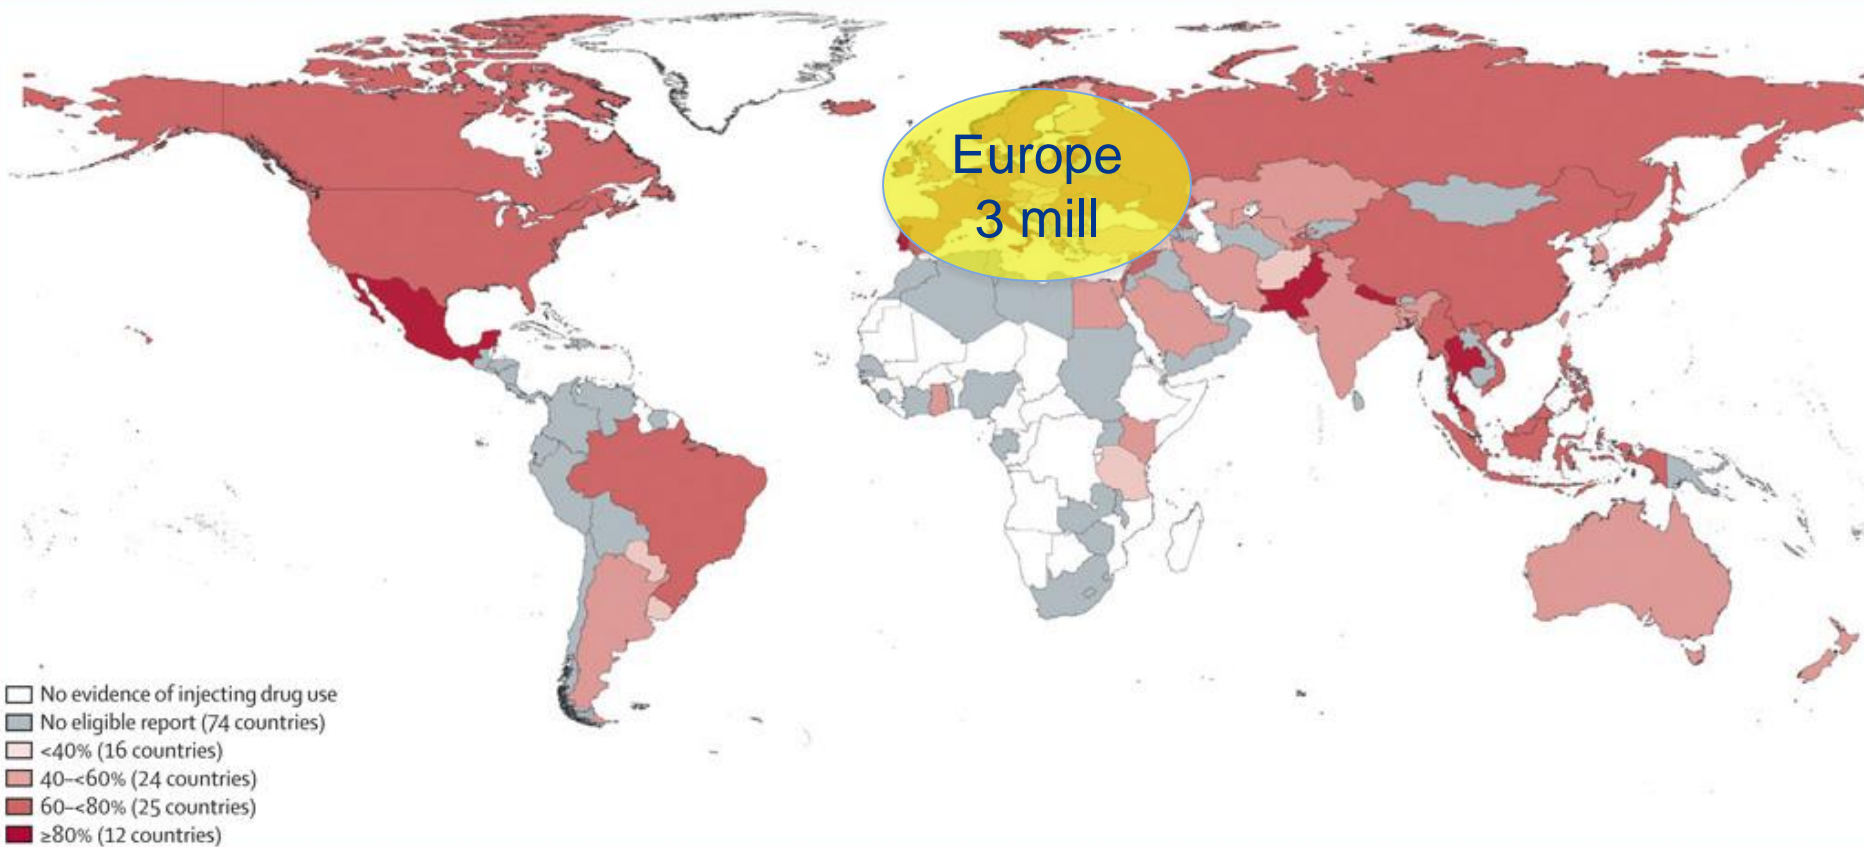 Europe
3 mill
No evidence of injecting drug use
No eligible report (74 countries)
<40% (16 countries)
40–<60% (24 countries)
60–<80% (25 countries)
≥80% (12 countries)